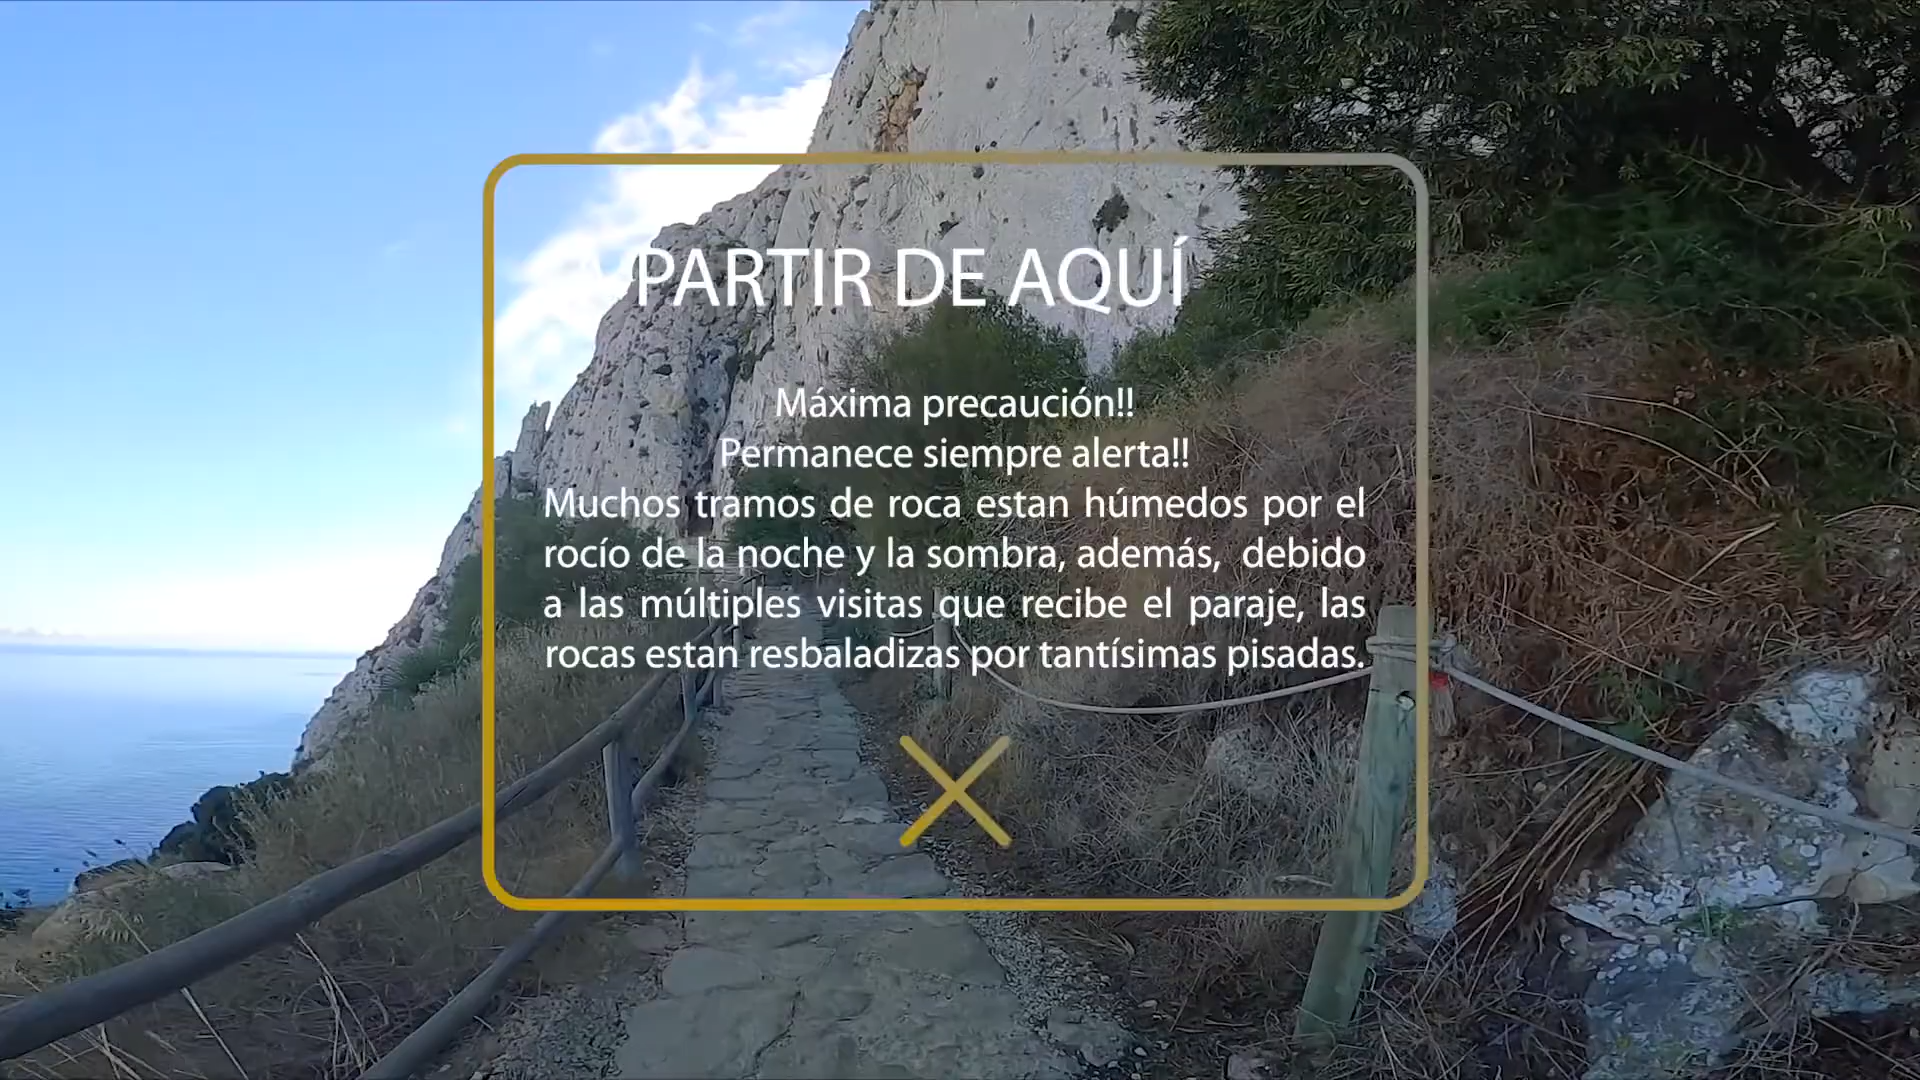 A PARTIR DE AQUÍ
Máxima precaución!!
Permanece siempre alerta!!
Muchos tramos de roca estan húmedos por el
rocío de la noche y la sombra, además, debido
a las múltiples visitas que recibe el paraje, las
rocas estan resbaladizas por tantísimas pisadas.